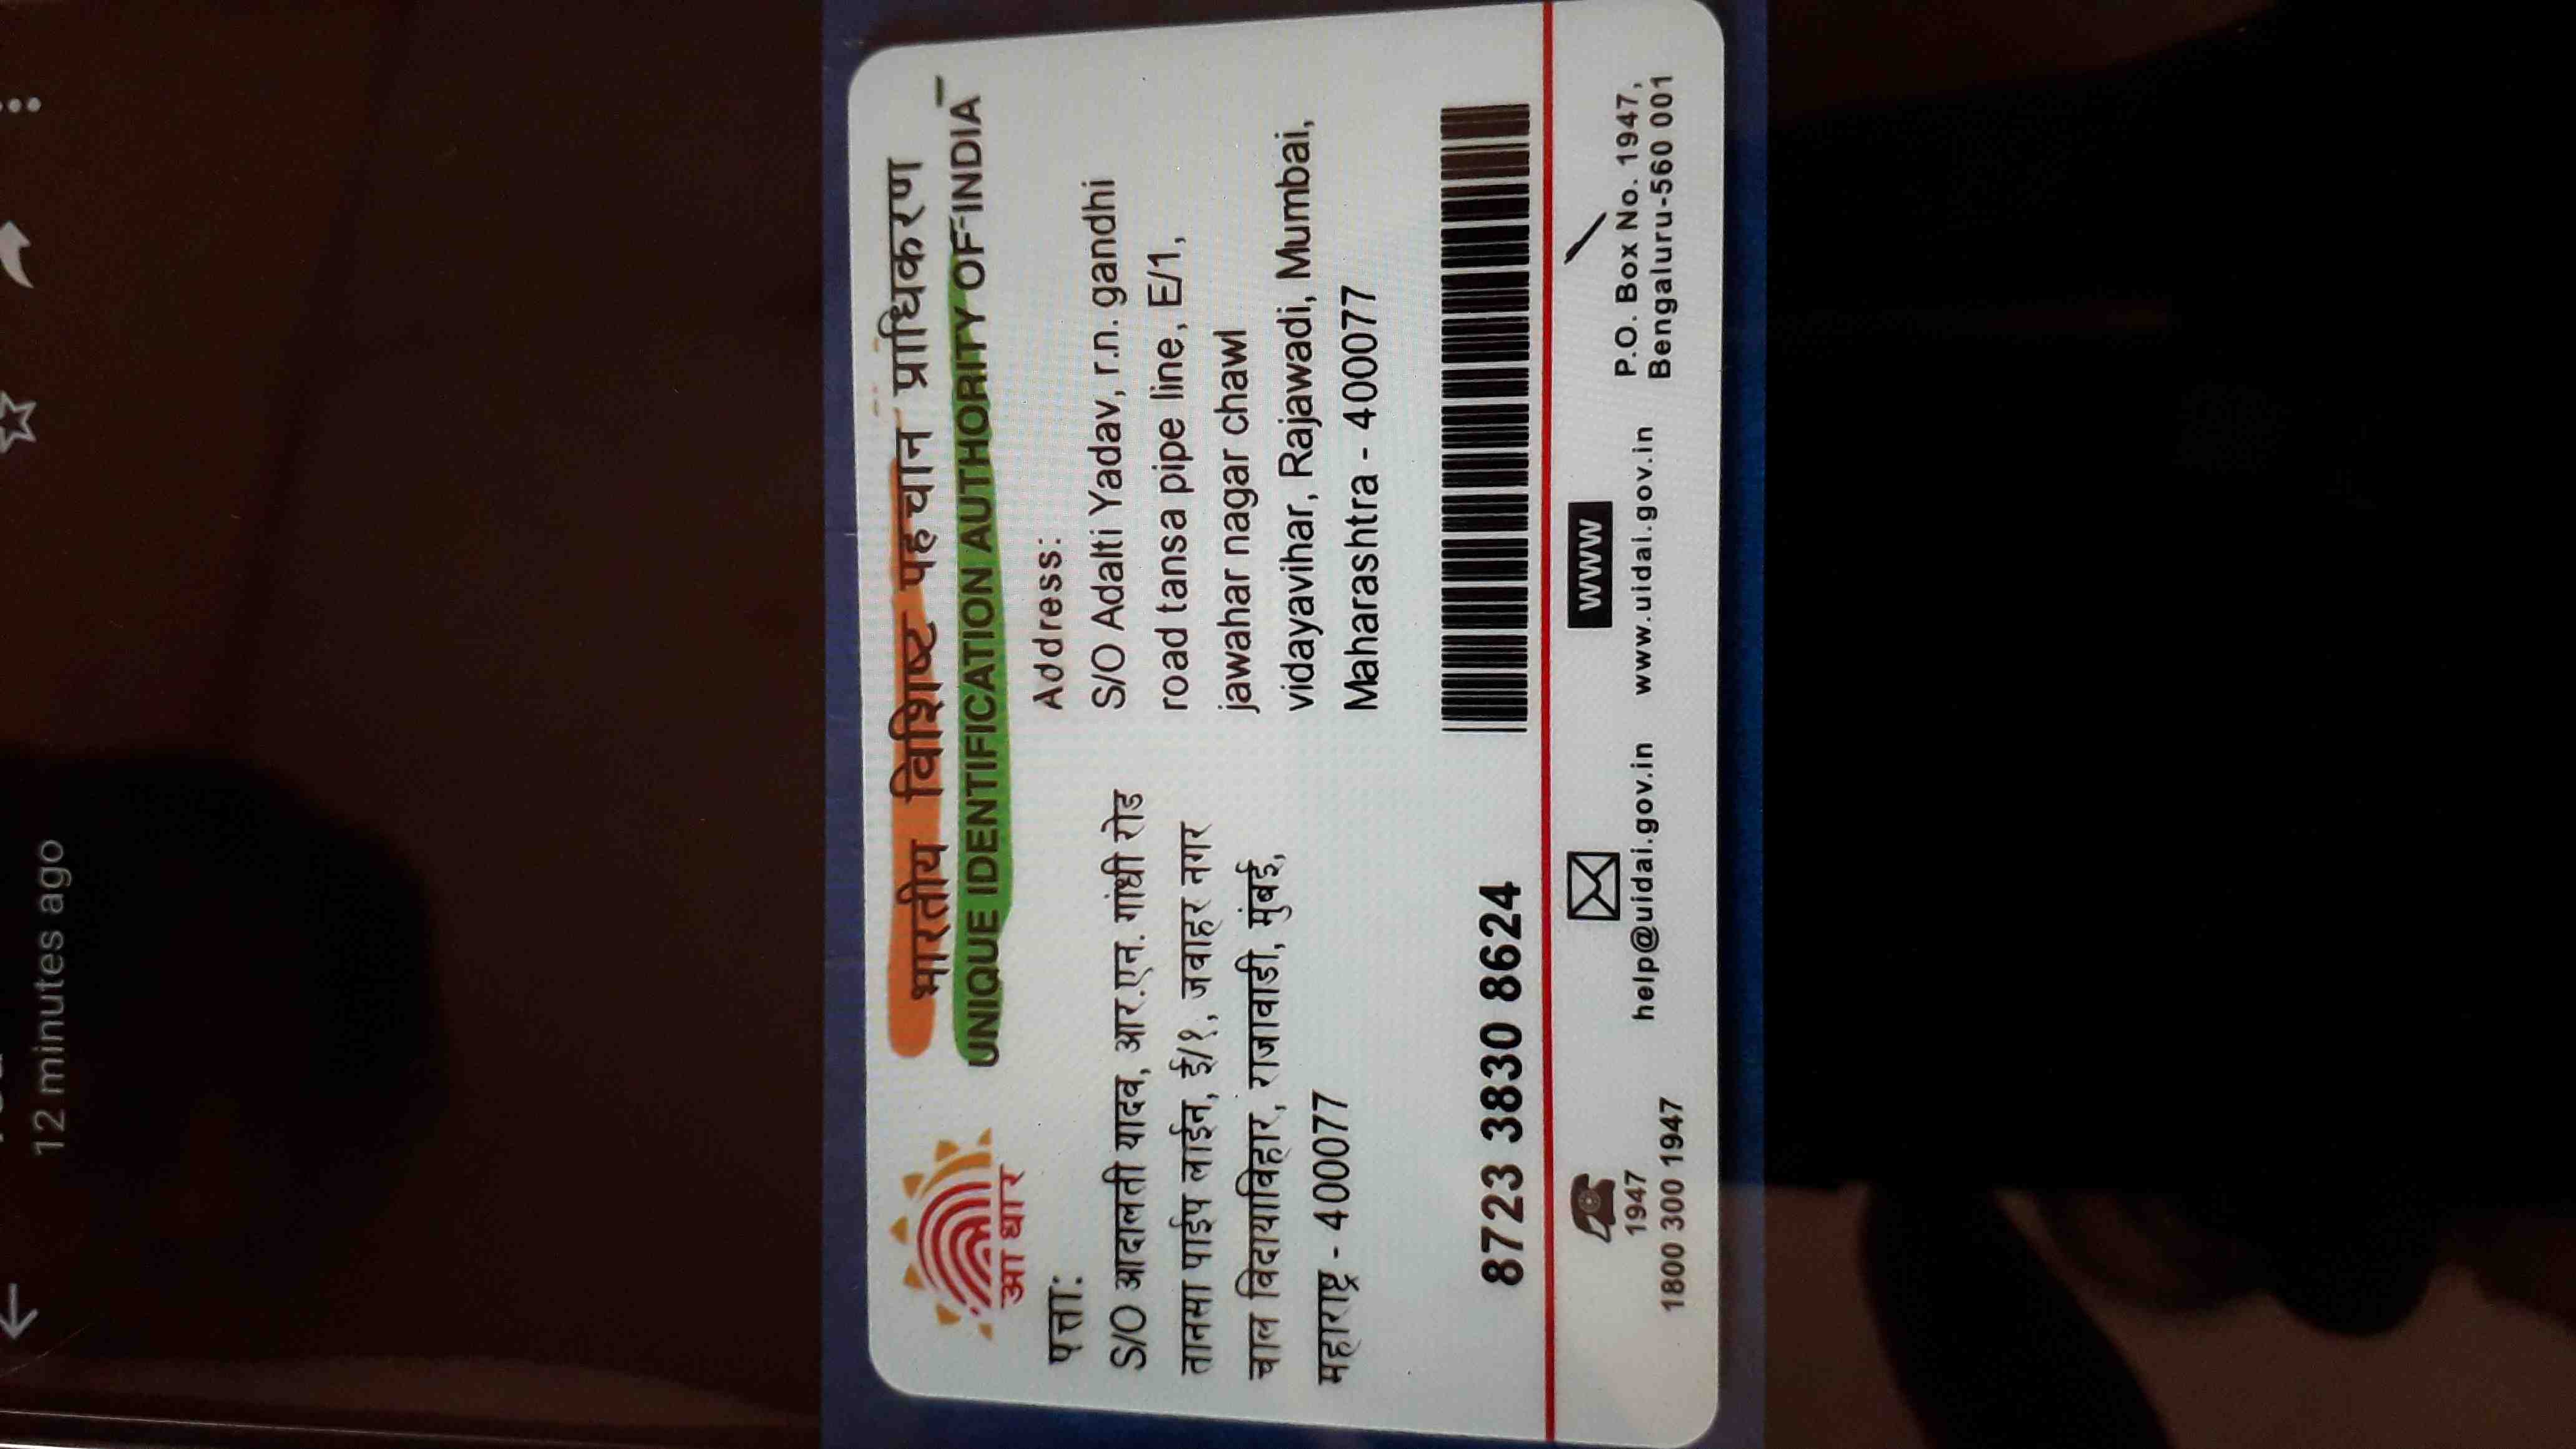 12 minutes ago
भारतीय विशिष्ट पहचान प्राधिकरण
UNIQUE IDENTIFICATION AUTHORITY OF INDIA
आधार
पत्ता:
S/O आदालती यादव, आर.एन. गांधी रोड
तानसा पाईप लाईन, ई/१, जवाहर नगर
चाल विदयाविहार, राजावाडी, मुंबई,
महाराष्ट्र - 400077
Address:
S/O Adalti Yadav, r.n. gandhi
road tansa pipe line, E/1,
jawahar nagar chawl
vidayavihar, Rajawadi, Mumbai,
Maharashtra - 400077
8723 3830 8624
1947
1800 300 1947
help@uidai.gov.in
WWW
www.uidai.gov.in
P.O. Box No. 1947,
Bengaluru-560 001